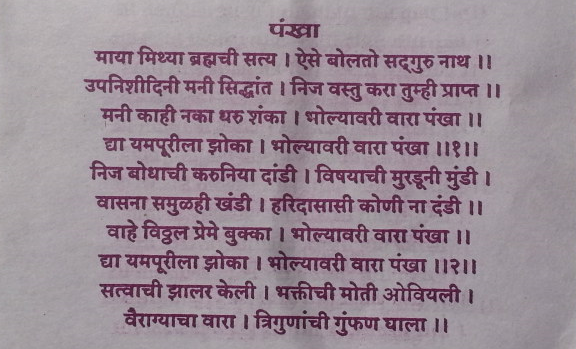 पंखा
माया मिथ्या ब्रह्मची सत्य । ऐसे बोलतो सद्‌गुरु नाथ ।।
उपनिशीदिनी मनी सिद्धांत । निज वस्तु करा तुम्ही प्राप्त ।।
मनी काही नका धरु शंका । भोल्यावरी वारा पंखा ।।
द्या यमपूरीला झोका । भोल्यावरी वारा पंखा ।।१।।
निज बोधाची करुनिया दांडी । विषयाची मुरडूनी मुंडी ।
वासना समुळही खंडी । हरिदासासी कोणी ना दंडी ।।
वाहे विठ्ठल प्रेमे बुक्का । भोल्यावरी वारा पंखा ।।
द्या यमपूरीला झोका । भोल्यावरी वारा पंखा ।।२।।
सत्वाची झालर केली । भक्तीची मोती ओवियली ।
वैराग्याचा वारा । त्रिगुणांची गुंफण घाला ।।